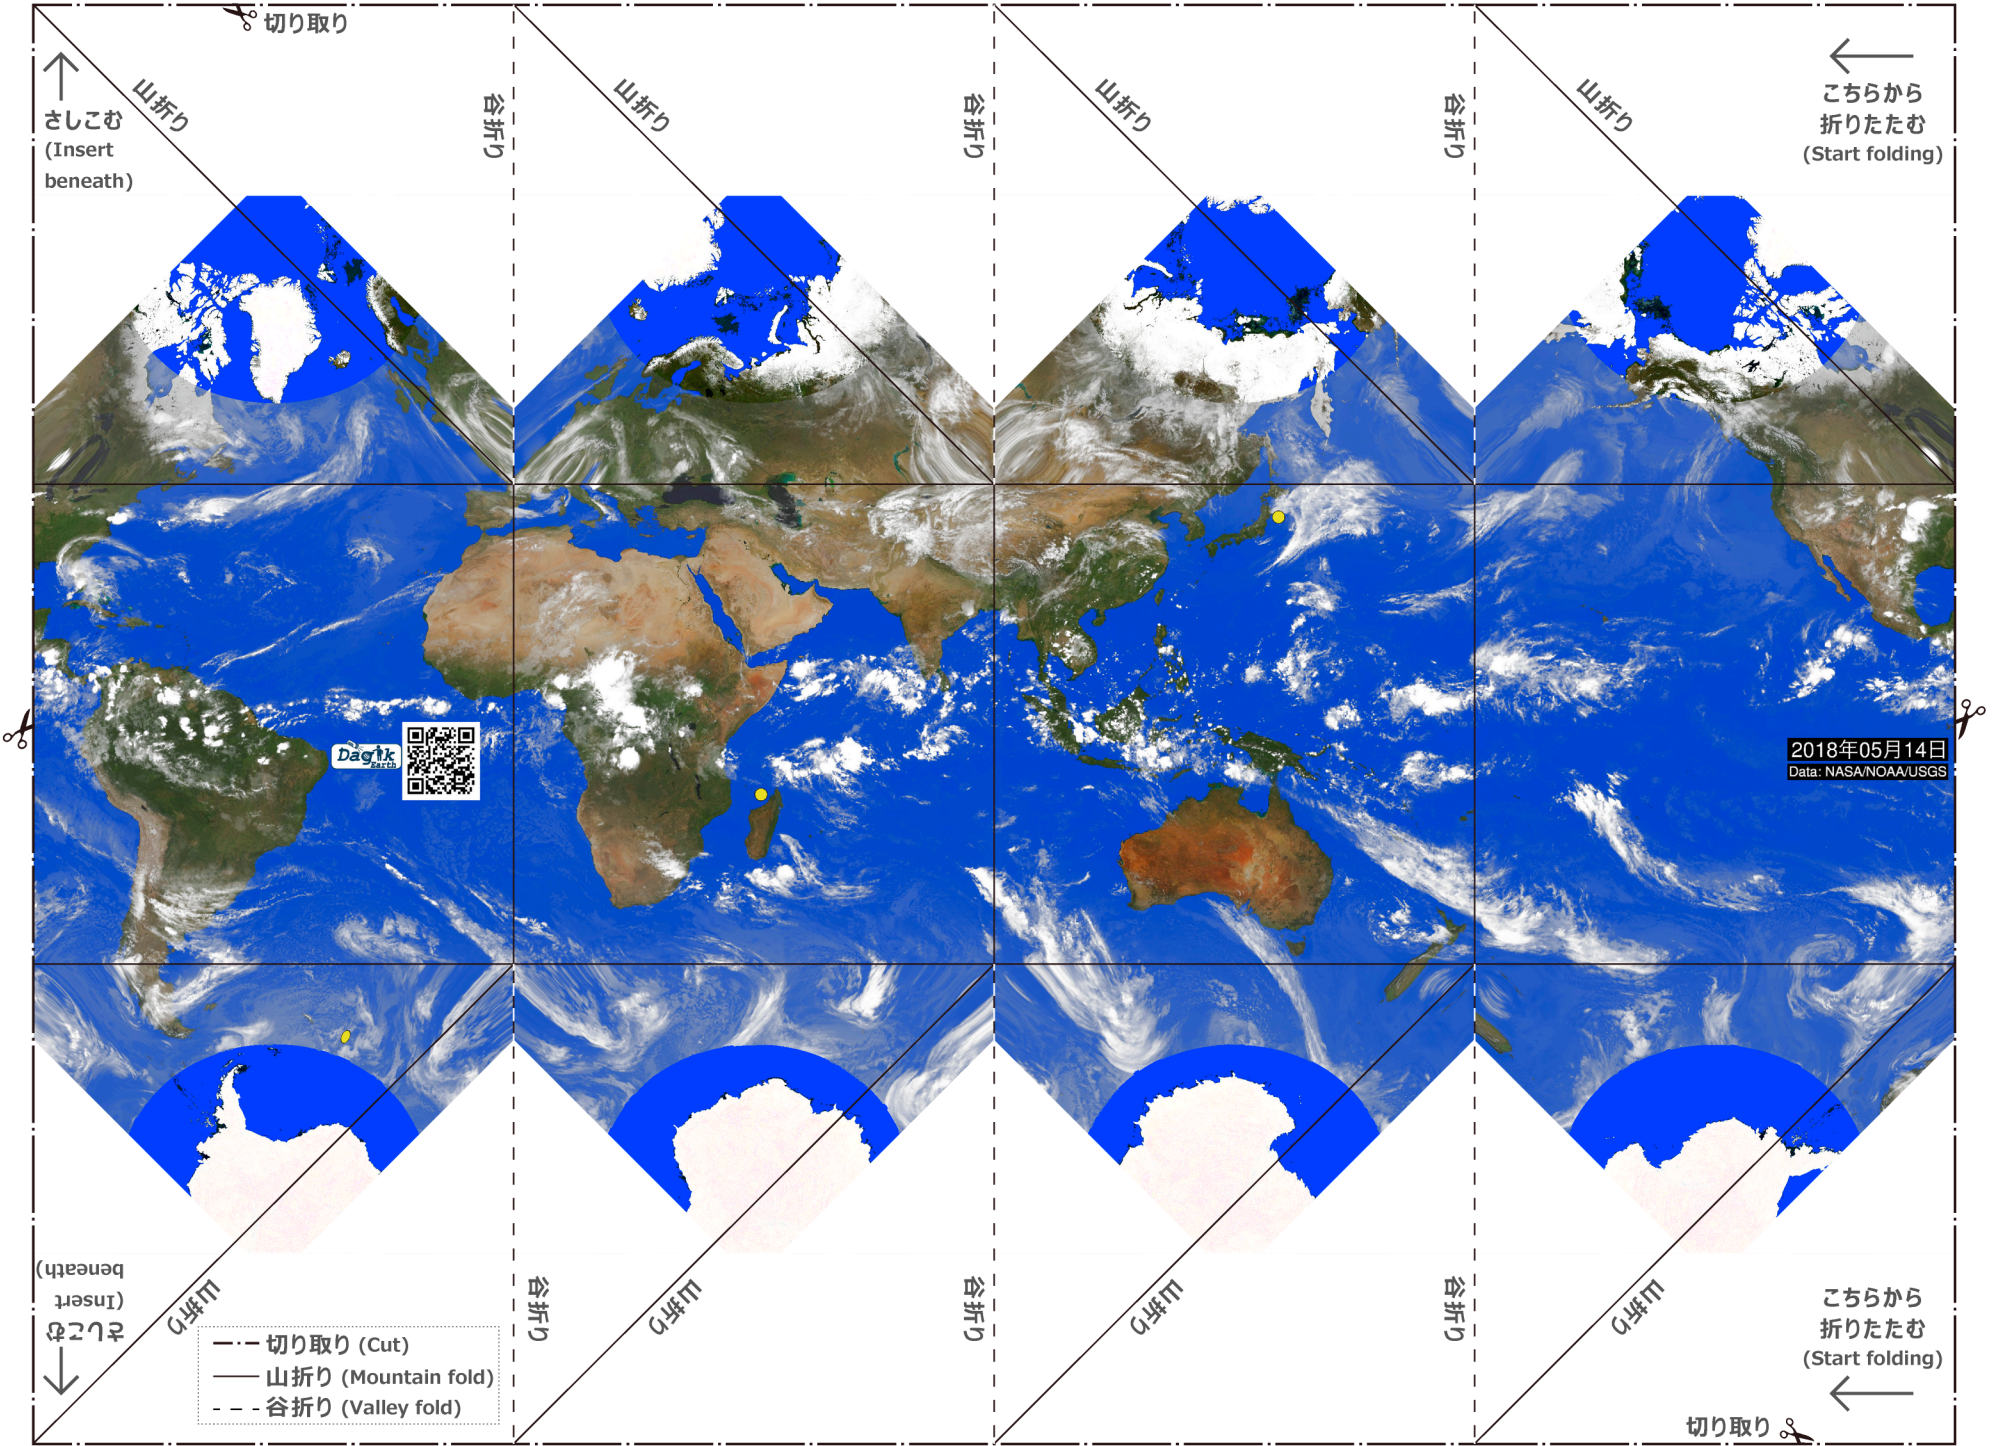 切り取り
さしこむ
(Insert
beneath)
山折り
谷折り
山折り
谷折り
山折り
谷折り
山折り
こちらから
折りたたむ
(Start folding)
Dagik
Earth
2018年05月14日
Data: NASA/NOAA/USGS
さしこむ
(Insert
beneath)
山折り
谷折り
山折り
谷折り
山折り
谷折り
山折り
こちらから
折りたたむ
(Start folding)
切り取り (Cut)
山折り (Mountain fold)
谷折り (Valley fold)
切り取り